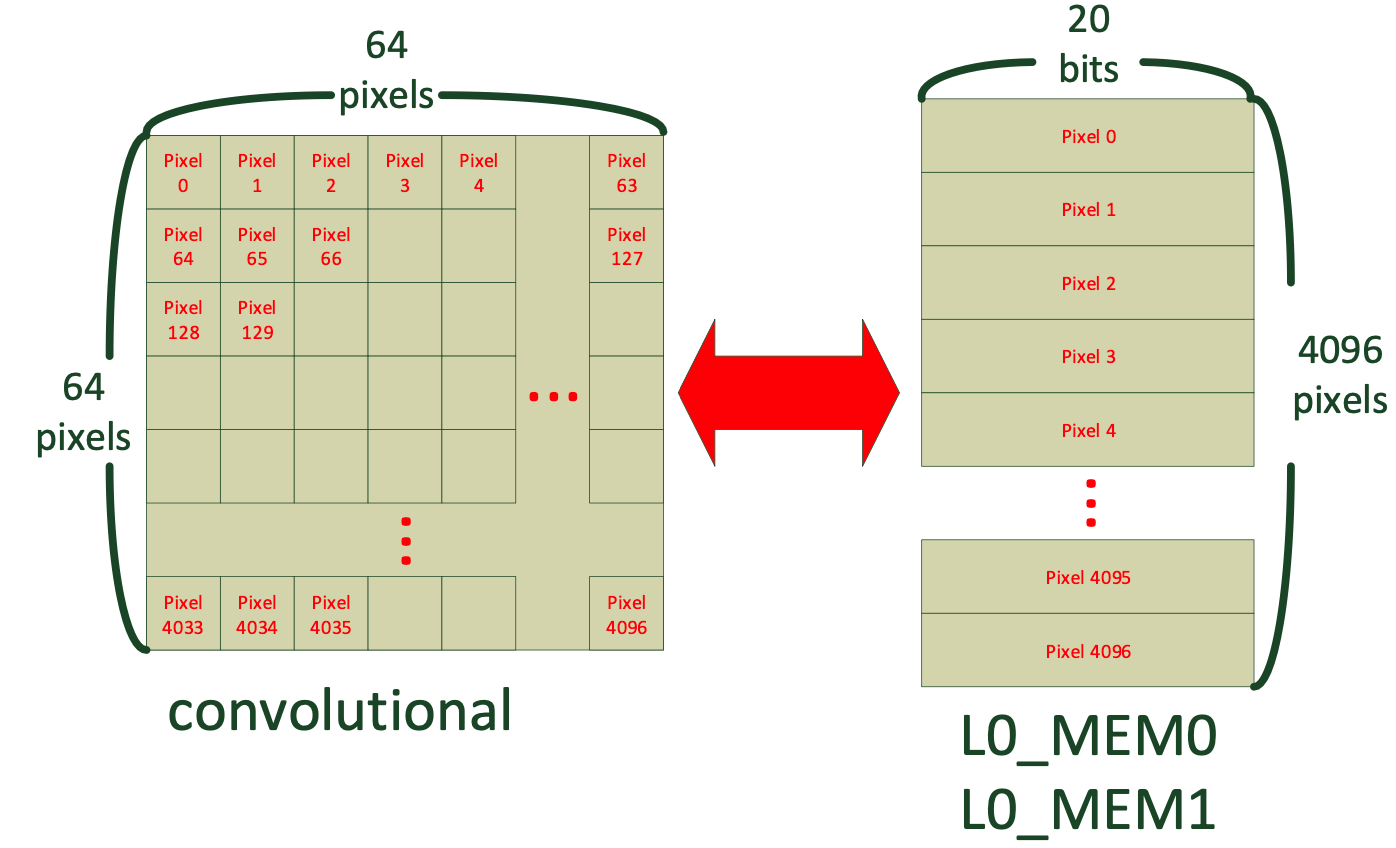 64
pixels
64
pixels
Pixel 0
Pixel 1
Pixel 2
Pixel 3
Pixel 4
Pixel 63
Pixel 64
Pixel 65
Pixel 66
Pixel 127
Pixel 128
Pixel 129
Pixel 4033
Pixel 4034
Pixel 4035
Pixel 4096
convolutional
20
bits
Pixel 0
Pixel 1
Pixel 2
Pixel 3
Pixel 4
Pixel 4095
Pixel 4096
4096
pixels
L0_MEM0
L0_MEM1